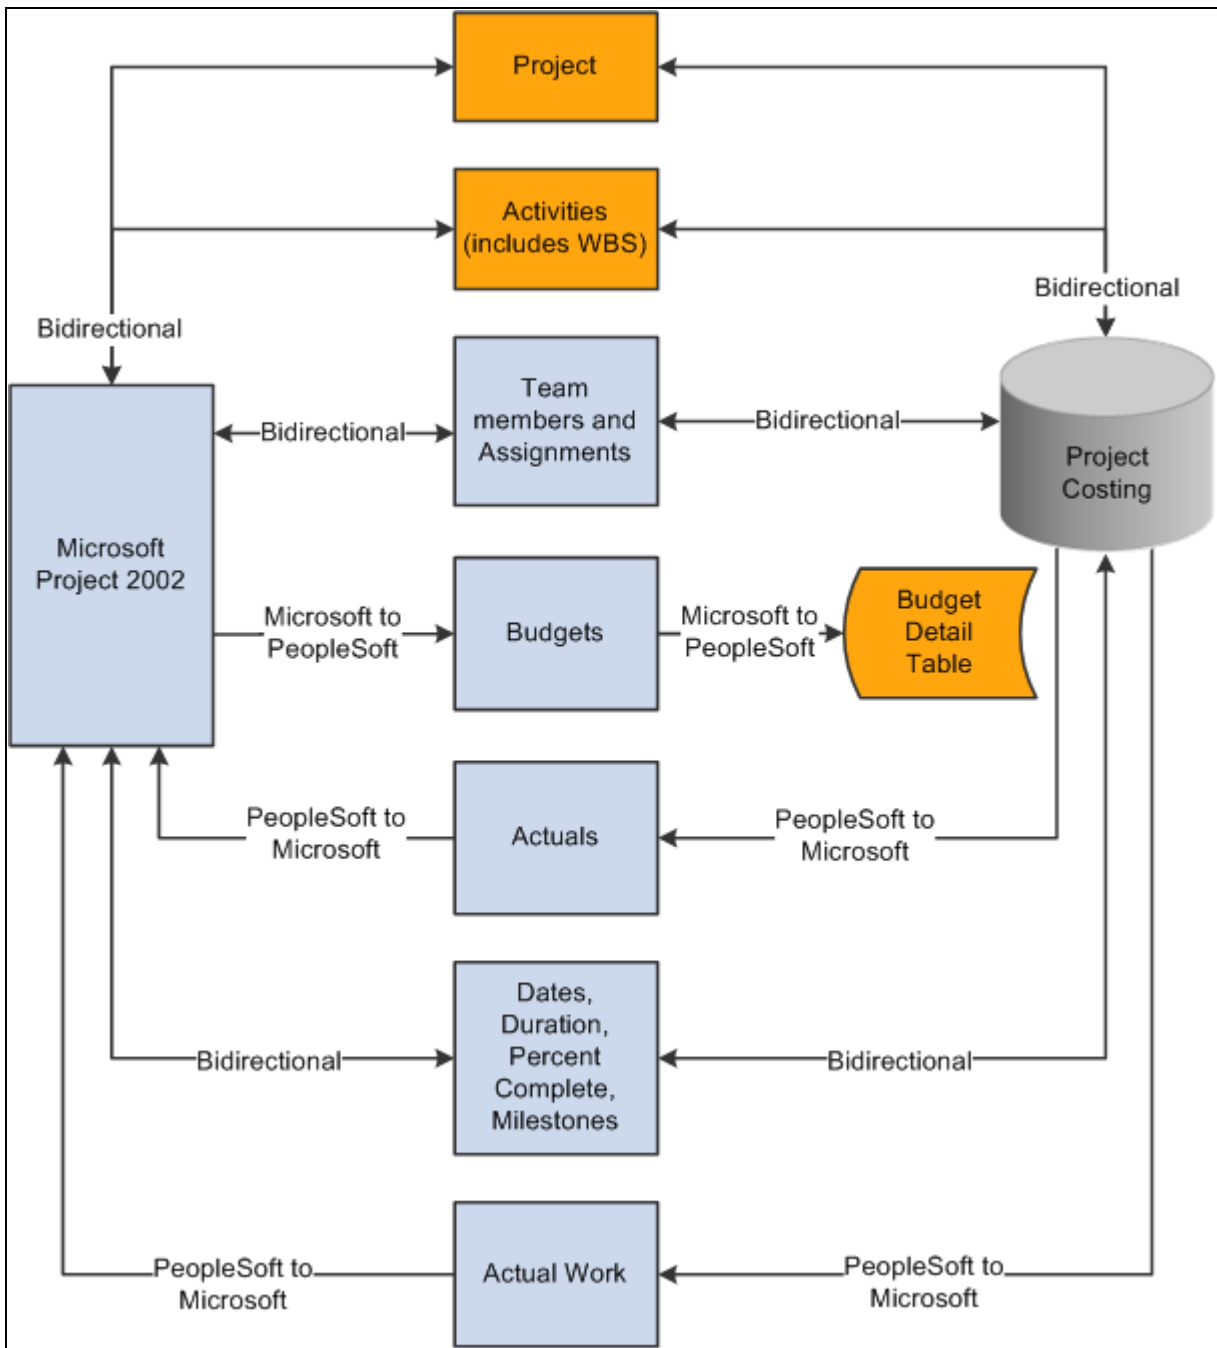 Project
Activities
(includes WBS)
Bidirectional
Bidirectional
Team
members and
Assignments
Bidirectional
Bidirectional
Project
Costing
Microsoft
Project 2002
Microsoft to
PeopleSoft
Budgets
Microsoft to
PeopleSoft
Budget
Detail
Table
PeopleSoft to
Microsoft
Actuals
PeopleSoft to
Microsoft
Dates,
Duration,
Percent
Complete,
Milestones
Bidirectional
Bidirectional
PeopleSoft to
Microsoft
Actual Work
PeopleSoft to
Microsoft